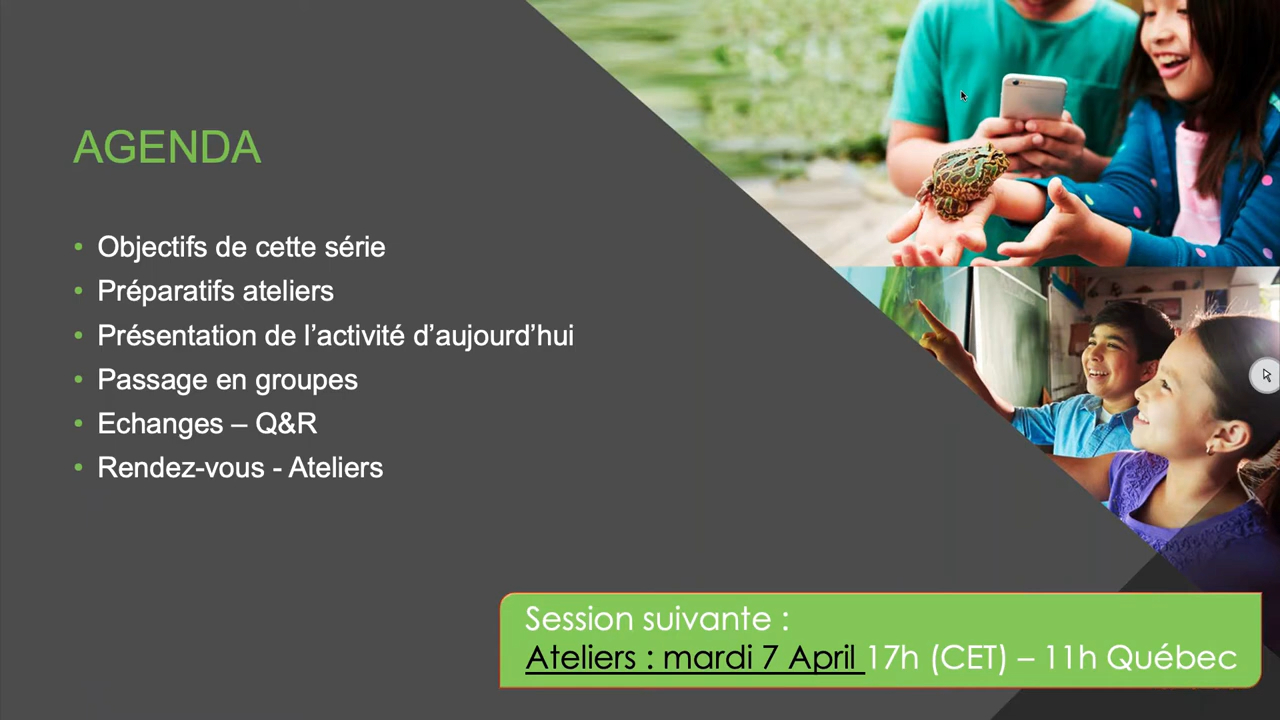 AGENDA
• Objectifs de cette série
• Préparatifs ateliers
• Présentation de l’activité d’aujourd’hui
• Passage en groupes
• Echanges – Q&R
• Rendez-vous - Ateliers
Session suivante :
Ateliers : mardi 7 April 17h (CET) – 11h Québec